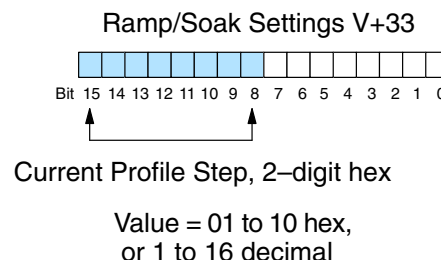 Ramp/Soak Settings V+33
Bit 15 14 13 12 11 10 9 8 7 6 5 4 3 2 1 0
Current Profile Step, 2–digit hex
Value = 01 to 10 hex,
or 1 to 16 decimal